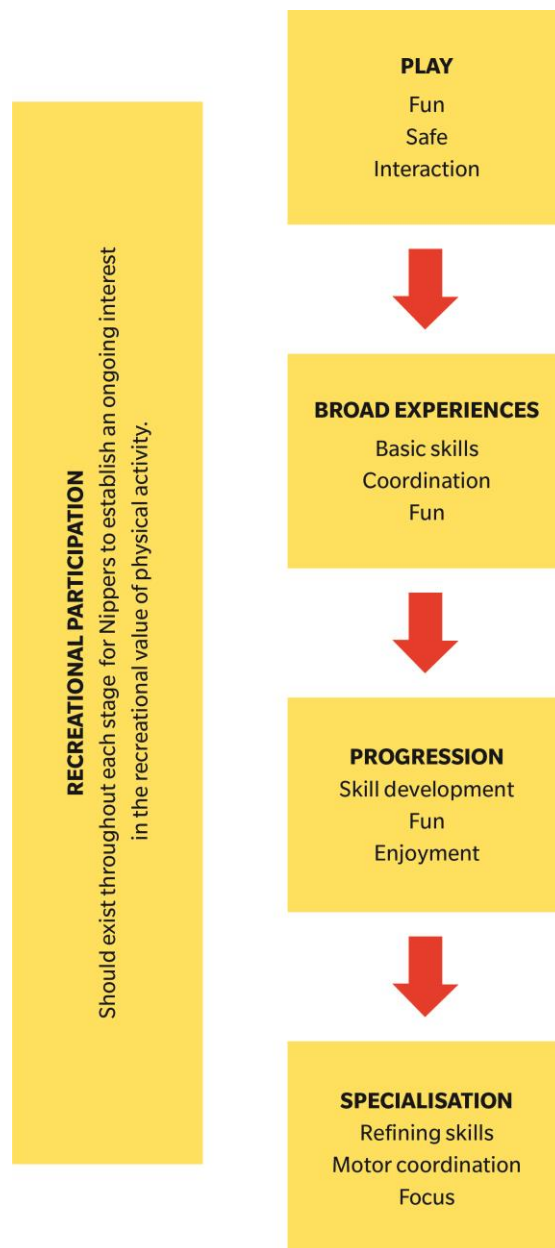 RECREATIONAL PARTICIPATION
Should exist throughout each stage for Nippers to establish an ongoing interest
in the recreational value of physical activity.
PLAY
Fun
Safe
Interaction
BROAD EXPERIENCES
Basic skills
Coordination
Fun
PROGRESSION
Skill development
Fun
Enjoyment
SPECIALISATION
Refining skills
Motor coordination
Focus